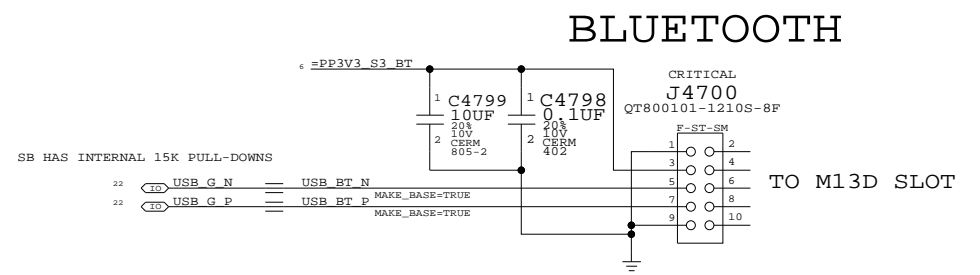 BLUETOOTH
6 =PP3V3_S3_BT
CRITICAL
J4700
QT800101-1210S-8F
F-ST-SM
1 C4799
10UF
20%
10V
2 CERM
805-2
1 C4798
0.1UF
20%
10V
2 CERM
402
1 2
3 4
5 6
7 8
9 10
TO M13D SLOT
SB HAS INTERNAL 15K PULL-DOWNS
22 IO USB_G_N USB_BT_N
MAKE_BASE=TRUE
22 IO USB_G_P USB_BT_P
MAKE_BASE=TRUE